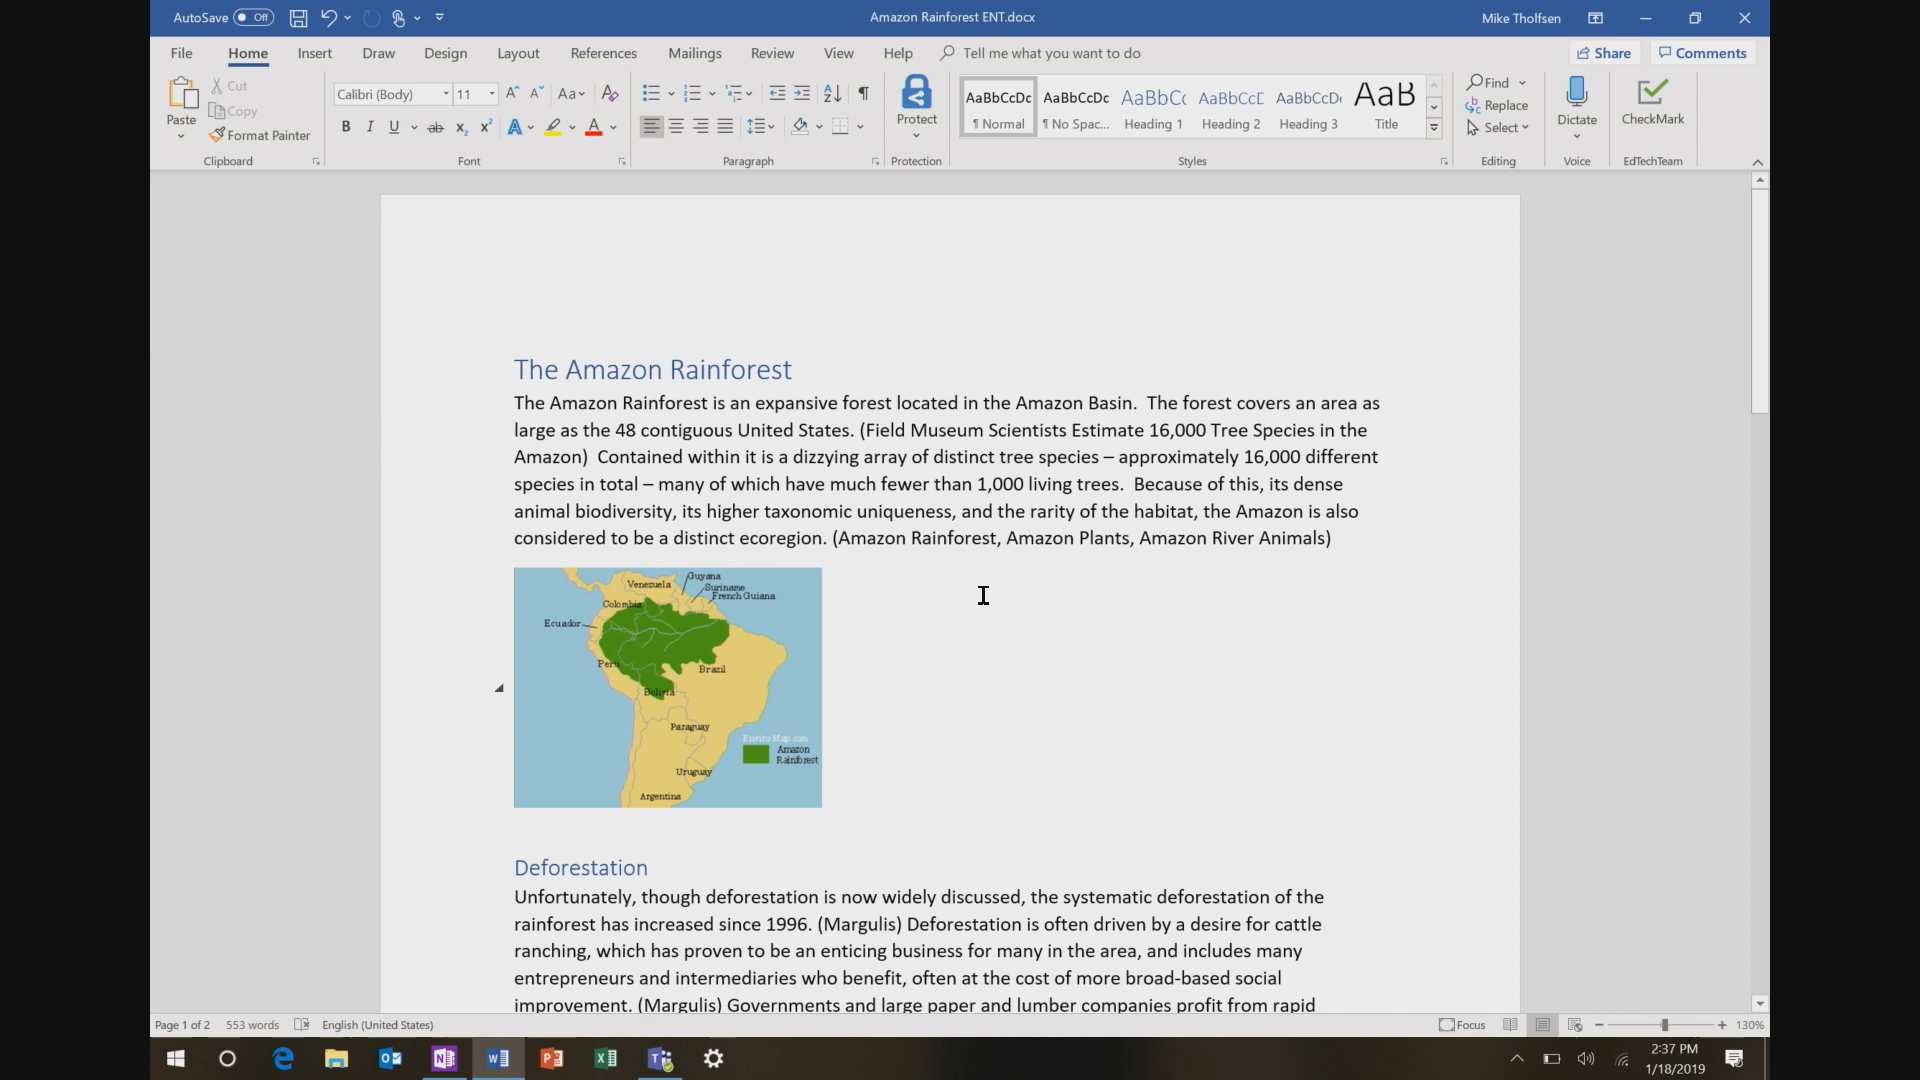 AutoSave Off
Amazon Rainforest ENT.docx
Mike Tholfsen
File Home Insert Draw Design Layout References Mailings Review View Help Tell me what you want to do
Share Comments
Paste
Cut
Copy
Format Painter
Clipboard
Calibri (Body) 11
Font
Paragraph
Protect
Protection
AaBbCcDc AaBbCcDc AaBbCc AaBbCcD AaBbCcDc AaB
¶ Normal ¶ No Spac... Heading 1 Heading 2 Heading 3 Title
Styles
Find
Replace
Select
Editing
Dictate
Voice
CheckMark
EdTechTeam
The Amazon Rainforest
The Amazon Rainforest is an expansive forest located in the Amazon Basin. The forest covers an area as
large as the 48 contiguous United States. (Field Museum Scientists Estimate 16,000 Tree Species in the
Amazon) Contained within it is a dizzying array of distinct tree species – approximately 16,000 different
species in total – many of which have much fewer than 1,000 living trees. Because of this, its dense
animal biodiversity, its higher taxonomic uniqueness, and the rarity of the habitat, the Amazon is also
considered to be a distinct ecoregion. (Amazon Rainforest, Amazon Plants, Amazon River Animals)
Guyana
Venezuela
Suriname
French Guiana
Colombia
Ecuador
Peru
Brazil
Bolivia
Paraguay
Enviro-Map.com
Amazon
Rainforest
Uruguay
Argentina
Deforestation
Unfortunately, though deforestation is now widely discussed, the systematic deforestation of the
rainforest has increased since 1996. (Margulis) Deforestation is often driven by a desire for cattle
ranching, which has proven to be an enticing business for many in the area, and includes many
entrepreneurs and intermediaries who benefit, often at the cost of more broad-based social
improvement. (Margulis) Governments and large paper and lumber companies profit from rapid
Page 1 of 2 553 words English (United States)
Focus 130%
2:37 PM
1/18/2019